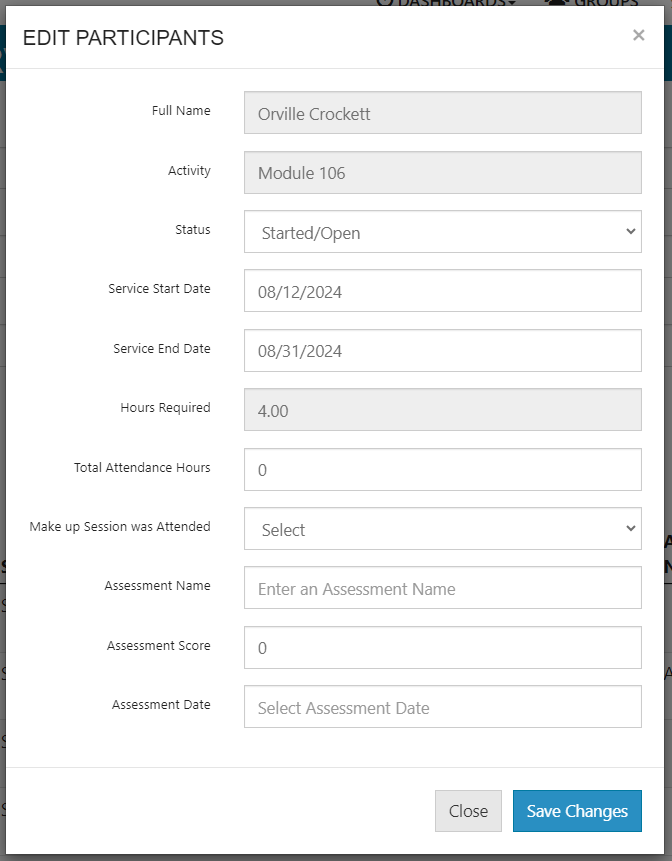 DASHBOARDS
GROUPS
EDIT PARTICIPANTS
×
Full Name
Orville Crockett
Activity
Module 106
Status
Started/Open
Service Start Date
08/12/2024
Service End Date
08/31/2024
Hours Required
4.00
Total Attendance Hours
0
Make up Session was Attended
Select
Assessment Name
Enter an Assessment Name
Assessment Score
0
Assessment Date
Select Assessment Date
Close
Save Changes